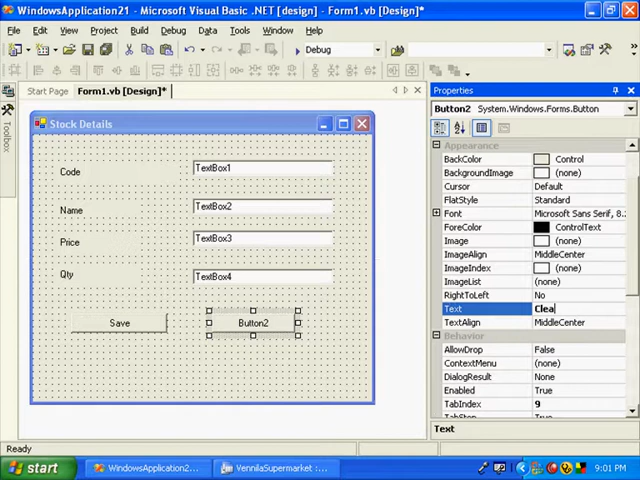 WindowsApplication21 - Microsoft Visual Basic .NET [design] - Form1.vb [Design]*
File Edit View Project Build Debug Data Tools Window Help
Debug
Start Page Form1.vb [Design]*
Toolbox
Stock Details
Code TextBox1
Name TextBox2
Price TextBox3
Qty TextBox4
Save Button2
Properties
Button2 System.Windows.Forms.Button
Appearance
BackColor Control
BackgroundImage (none)
Cursor Default
FlatStyle Standard
Font Microsoft Sans Serif, 8.2
ForeColor ControlText
Image (none)
ImageAlign MiddleCenter
ImageIndex (none)
ImageList (none)
RightToLeft No
Text Clea
TextAlign MiddleCenter
Behavior
AllowDrop False
ContextMenu (none)
DialogResult None
Enabled True
TabIndex 9
TabStop True
Text
Ready
start WindowsApplication2... VennilaSupermarket :... 9:01 PM